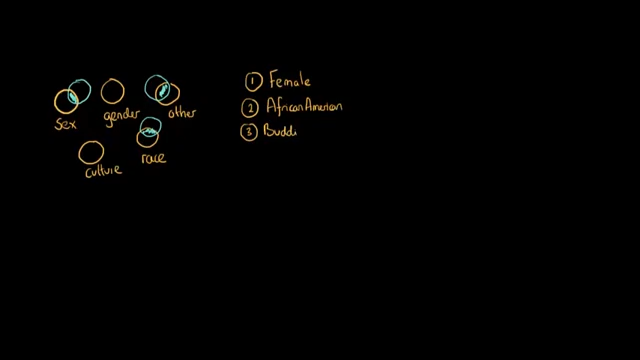 sex
gender
other
culture
race
1 Female
2 African American
3 Buddi